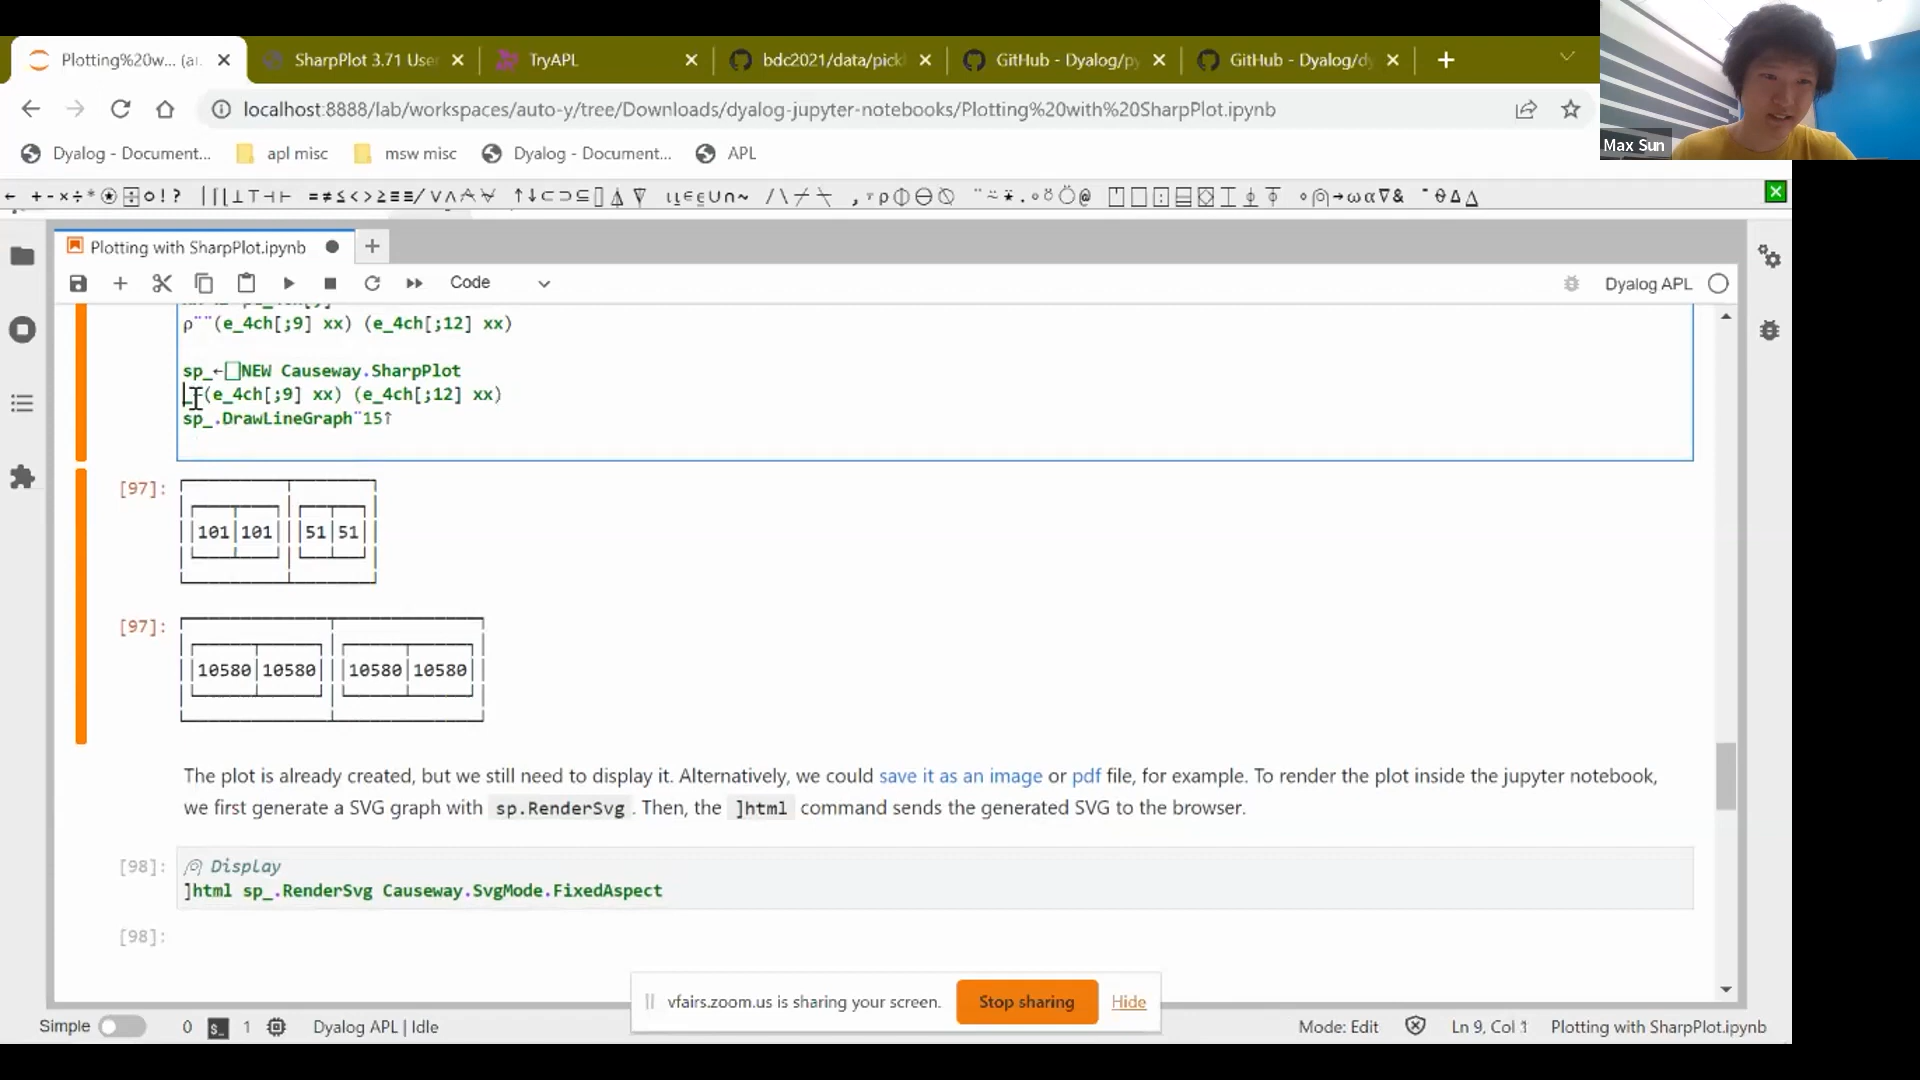 Plotting%20w... (au
SharpPlot 3.71 User
TryAPL
bdc2021/data/pickl
GitHub - Dyalog/py
GitHub - Dyalog/dy
localhost:8888/lab/workspaces/auto-y/tree/Downloads/dyalog-jupyter-notebooks/Plotting%20with%20SharpPlot.ipynb
Dyalog - Document...
apl misc
msw misc
Dyalog - Document...
APL
Max Sun
Plotting with SharpPlot.ipynb
Code
Dyalog APL
⍴¨¨(e_4ch[;9] xx) (e_4ch[;12] xx)
sp_←⎕NEW Causeway.SharpPlot
(e_4ch[;9] xx) (e_4ch[;12] xx)
sp_.DrawLineGraph¨15↑
[97]:
101 101 51 51
[97]:
10580 10580 10580 10580
The plot is already created, but we still need to display it. Alternatively, we could save it as an image or pdf file, for example. To render the plot inside the jupyter notebook,
we first generate a SVG graph with sp.RenderSvg. Then, the ]html command sends the generated SVG to the browser.
[98]:
⍝ Display
]html sp_.RenderSvg Causeway.SvgMode.FixedAspect
[98]:
vfairs.zoom.us is sharing your screen.
Stop sharing
Hide
Simple
0
1
Dyalog APL | Idle
Mode: Edit
Ln 9, Col 1
Plotting with SharpPlot.ipynb